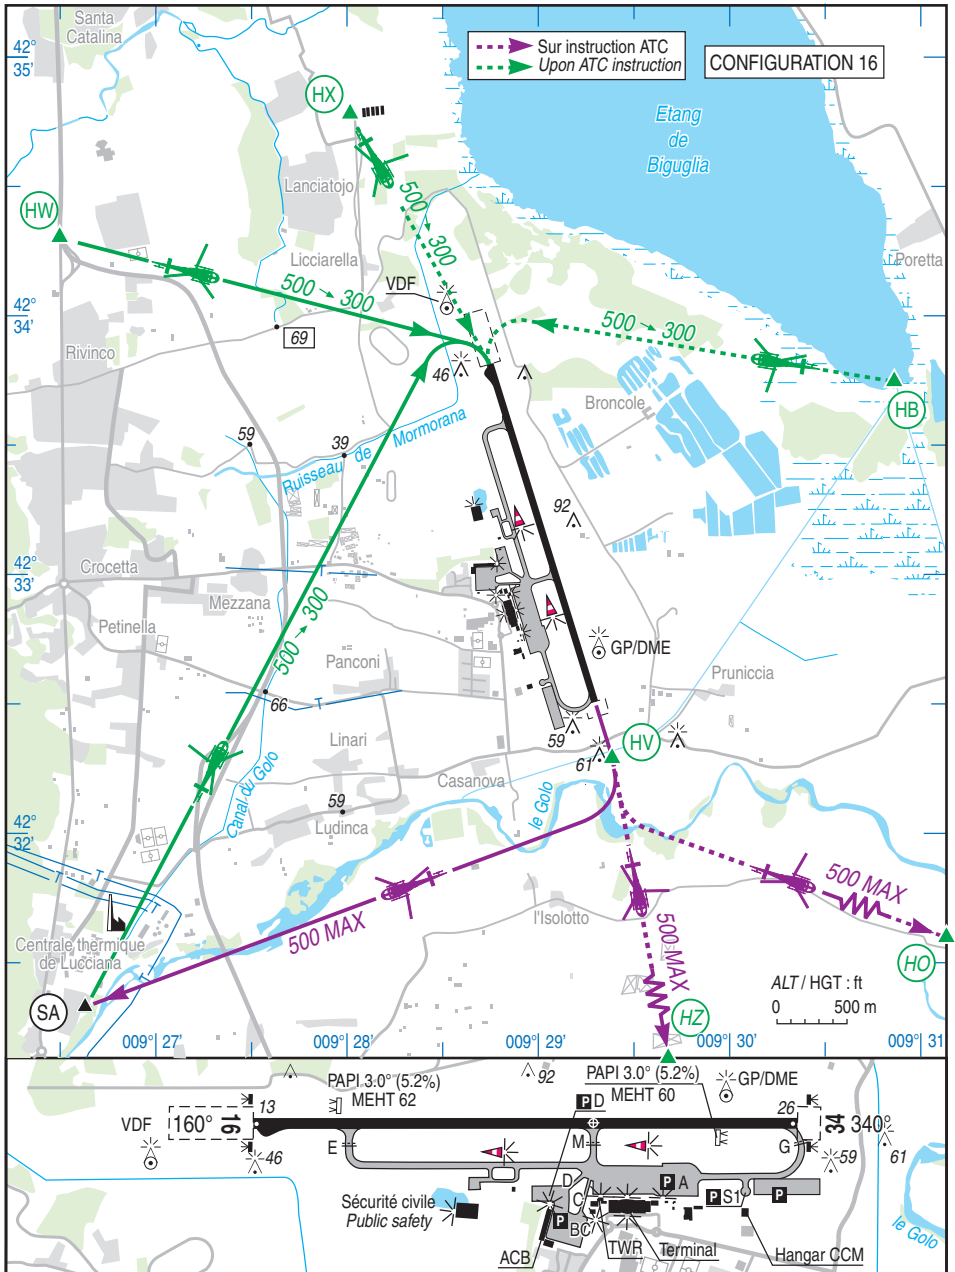 Santa
Catalina
42°
35'
Sur instruction ATC
Upon ATC instruction
CONFIGURATION 16
HX
Etang
de
Biguglia
Lanciatojo
500 → 300
HW
Licciarella
VDF
Poretta
500 → 300
42°
34'
500 → 300
69
Rivinco
46
Broncole
HB
59
39
Ruisseau de Mormorana
92
42°
33'
Crocetta
Mezzana
Petinella
500 → 300
GP/DME
Panconi
Pruniccia
66
59
HV
Linari
61
Casanova
Canal du Golo
le Golo
59
Ludinca
42°
32'
500 MAX
l'Isolotto
500 MAX
500 MAX
Centrale thermique
de Lucciana
HO
ALT / HGT : ft
0 500 m
SA
HZ
009° 27'
009° 28'
009° 29'
009° 30'
009° 31'
PAPI 3.0° (5.2%)
MEHT 62
92
PAPI 3.0° (5.2%)
MEHT 60
GP/DME
13
P D
26
VDF
160°
16
34
340°
E
M
G
46
59
61
D
P A
Sécurité civile
Public safety
C
P S1
P
P
BC
le Golo
ACB
TWR
Terminal
Hangar CCM